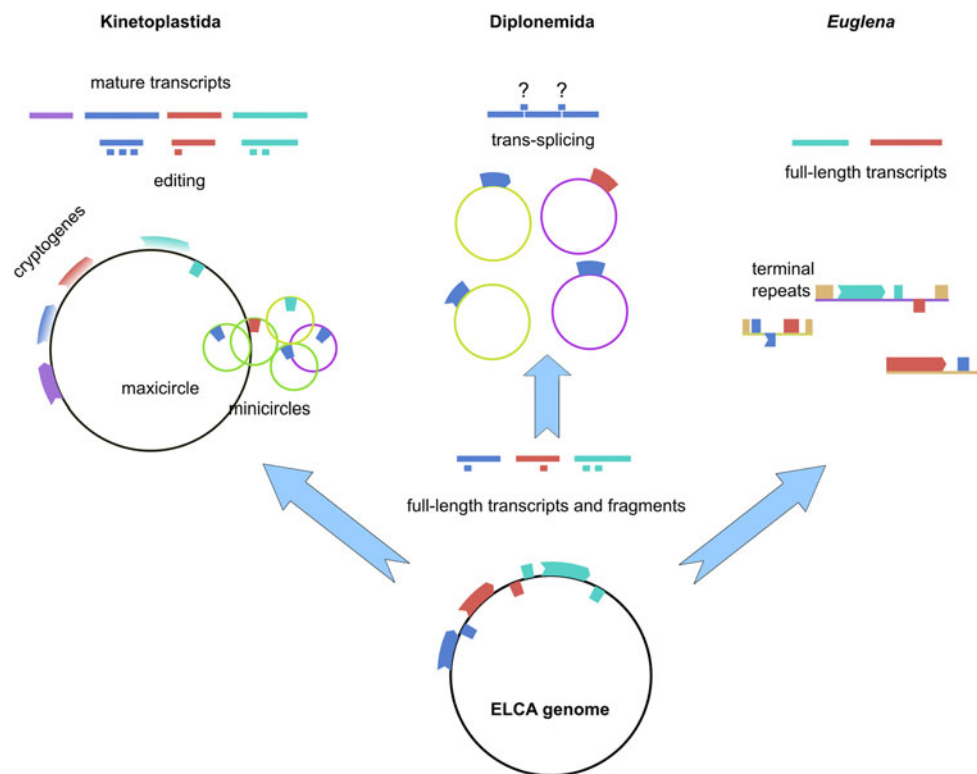 Kinetoplastida
Diplonemida
Euglena
mature transcripts
editing
cryptogenes
maxicircle
minicircles
? ?
trans-splicing
full-length transcripts
terminal
repeats
full-length transcripts and fragments
ELCA genome